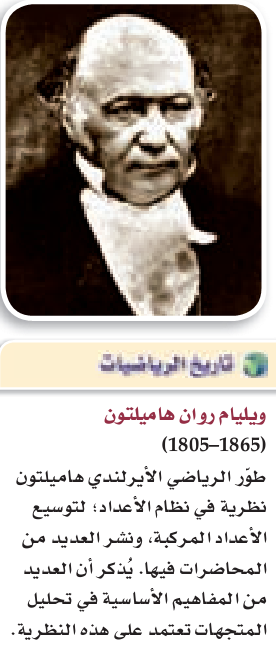 تاريخ الرياضيات
ويليام روان هاميلتون
(1805–1865)
طوّر الرياضي الأيرلندي هاميلتون
نظرية في نظام الأعداد؛ لتوسيع
الأعداد المركبة، ونشر العديد من
المحاضرات فيها. يُذكر أن العديد
من المفاهيم الأساسية في تحليل
المتجهات تعتمد على هذه النظرية.